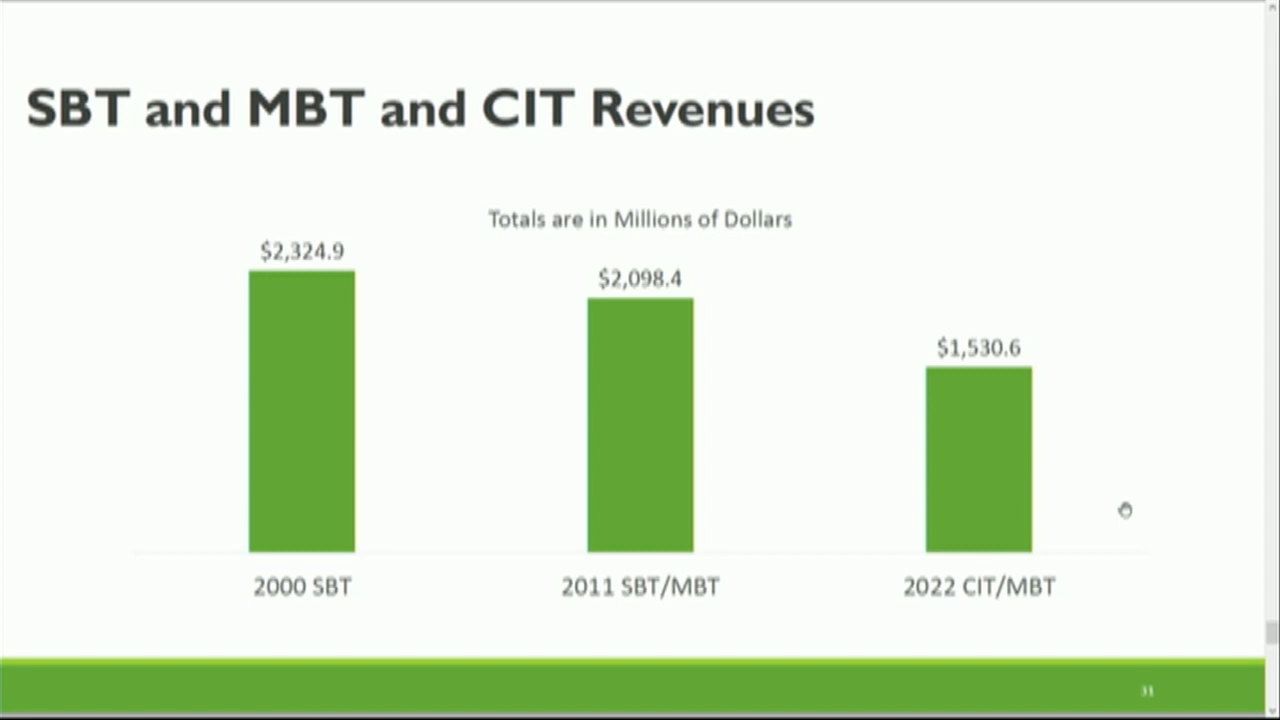 SBT and MBT and CIT Revenues
Totals are in Millions of Dollars
$2,324.9
$2,098.4
$1,530.6
2000 SBT
2011 SBT/MBT
2022 CIT/MBT
31